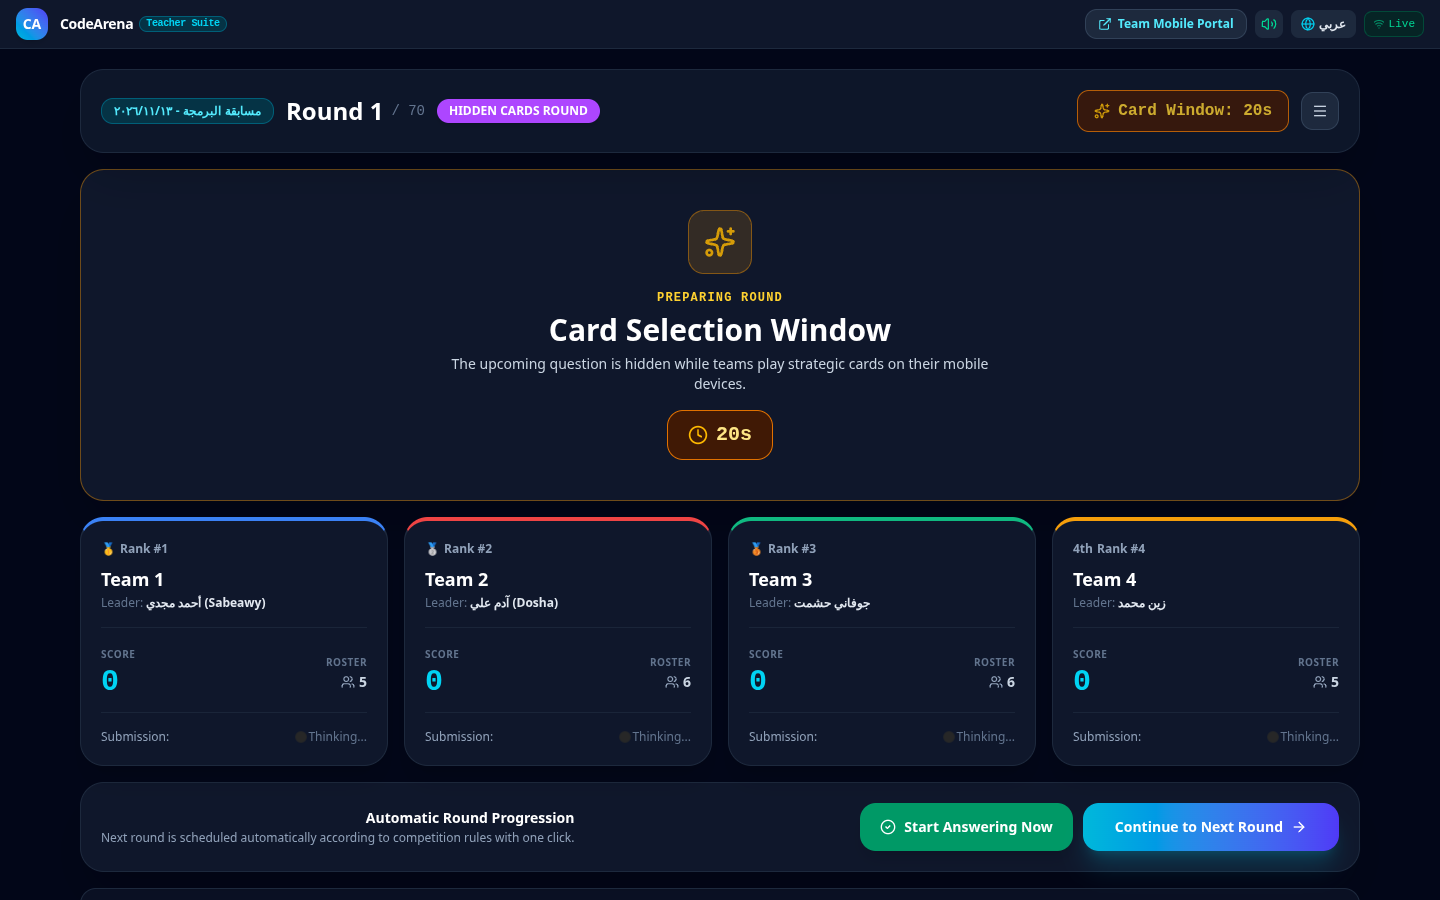 CA CodeArena Teacher Suite Team Mobile Portal عربي Live
مسابقة البرمجة - ٢٠٢٦/١١/١٣ Round 1 / 70 HIDDEN CARDS ROUND Card Window: 20s
PREPARING ROUND
Card Selection Window
The upcoming question is hidden while teams play strategic cards on their mobile
devices.
20s
🥇 Rank #1
Team 1
Leader: أحمد مجدي (Sabeawy)
SCORE
0
ROSTER
5
Submission: Thinking...
🥈 Rank #2
Team 2
Leader: آدم علي (Dosha)
SCORE
0
ROSTER
6
Submission: Thinking...
🥉 Rank #3
Team 3
Leader: جوفاني حشمت
SCORE
0
ROSTER
6
Submission: Thinking...
4th Rank #4
Team 4
Leader: زين محمد
SCORE
0
ROSTER
5
Submission: Thinking...
Automatic Round Progression
Next round is scheduled automatically according to competition rules with one click.
Start Answering Now
Continue to Next Round